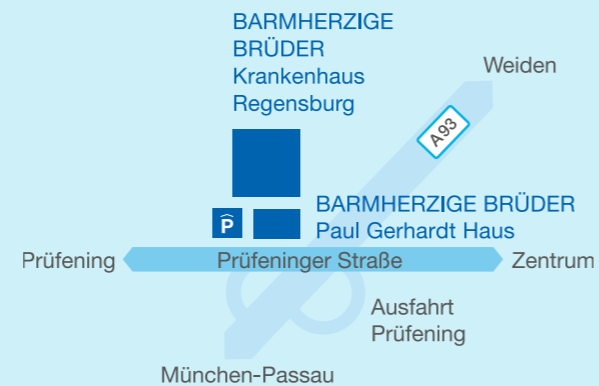 BARMHERZIGE
BRÜDER
Krankenhaus
Regensburg
Weiden
A93
P
BARMHERZIGE BRÜDER
Paul Gerhardt Haus
Prüfening
Prüfeninger Straße
Zentrum
Ausfahrt
Prüfening
München-Passau